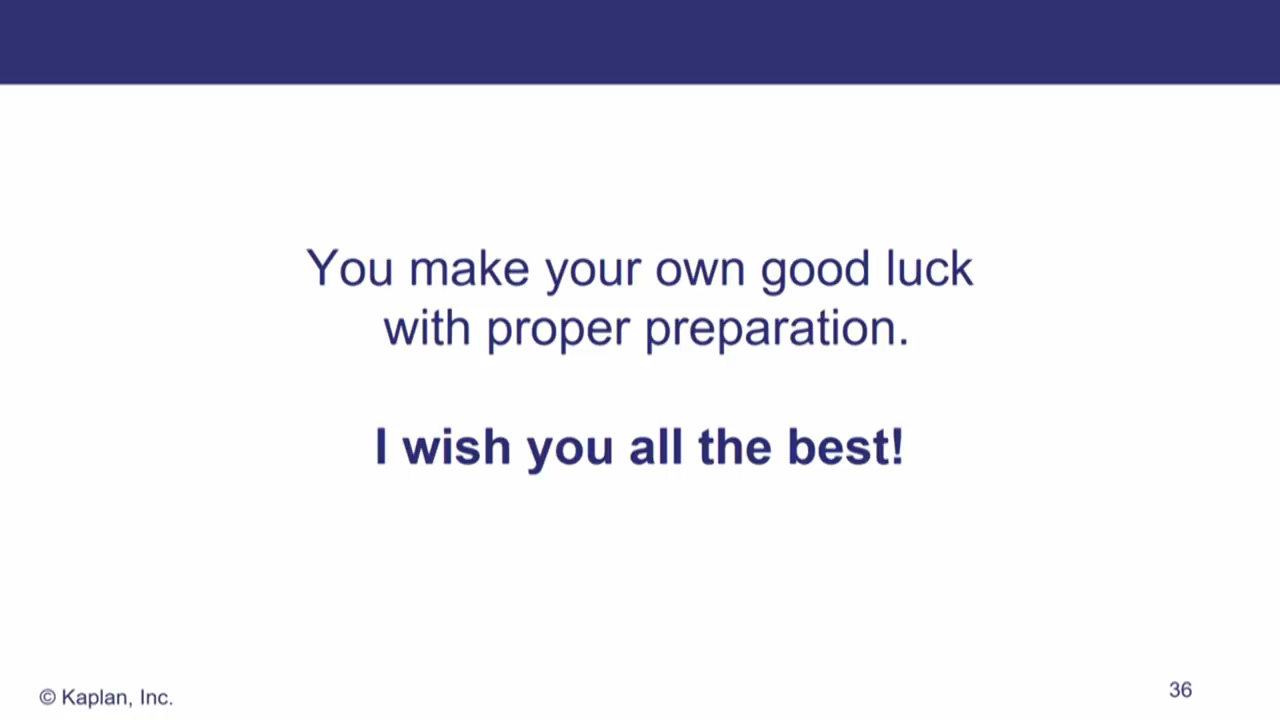 You make your own good luck
with proper preparation.
I wish you all the best!
© Kaplan, Inc.
36